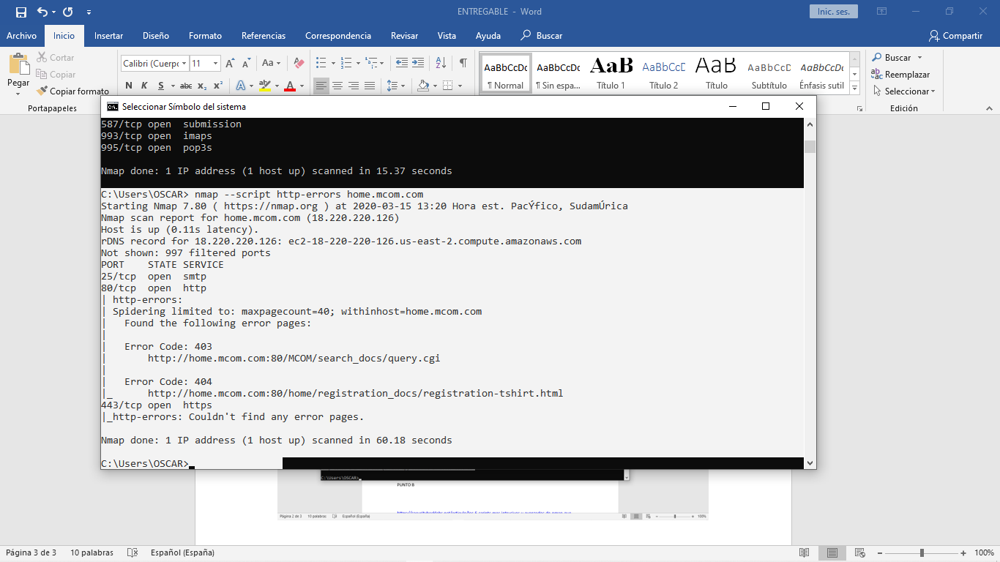 ENTREGABLE - Word
Inic. ses.
Archivo Inicio Insertar Diseño Formato Referencias Correspondencia Revisar Vista Ayuda Buscar Compartir
Pegar
Cortar
Copiar
Copiar formato
Portapapeles
Calibri (Cuerpo 11
Aa
N K S abc x₂ x²
AaBbCcDc
¶ Normal
AaBbCcDc
¶ Sin espa...
AaB
Título 1
AaBbCcD
Título 2
AaB
Título
AaBbCcD
Subtítulo
AaBbCcDc
Énfasis sutil
Buscar
Reemplazar
Seleccionar
Edición
Seleccionar Símbolo del sistema
587/tcp open submission
993/tcp open imaps
995/tcp open pop3s
Nmap done: 1 IP address (1 host up) scanned in 15.37 seconds
C:\Users\OSCAR> nmap --script http-errors home.mcom.com
Starting Nmap 7.80 ( https://nmap.org ) at 2020-03-15 13:20 Hora est. PacÝfico, SudamÚrica
Nmap scan report for home.mcom.com (18.220.220.126)
Host is up (0.11s latency).
rDNS record for 18.220.220.126: ec2-18-220-220-126.us-east-2.compute.amazonaws.com
Not shown: 997 filtered ports
PORT STATE SERVICE
25/tcp open smtp
80/tcp open http
| http-errors:
| Spidering limited to: maxpagecount=40; withinhost=home.mcom.com
| Found the following error pages:
|
| Error Code: 403
| http://home.mcom.com:80/MCOM/search_docs/query.cgi
|
| Error Code: 404
|_ http://home.mcom.com:80/home/registration_docs/registration-tshirt.html
443/tcp open https
|_http-errors: Couldn't find any error pages.
Nmap done: 1 IP address (1 host up) scanned in 60.18 seconds
C:\Users\OSCAR>
C:\Users\OSCAR>
PUNTO B
Página 2 de 3 10 palabras Español (España) 100%
Página 3 de 3 10 palabras Español (España) 100%